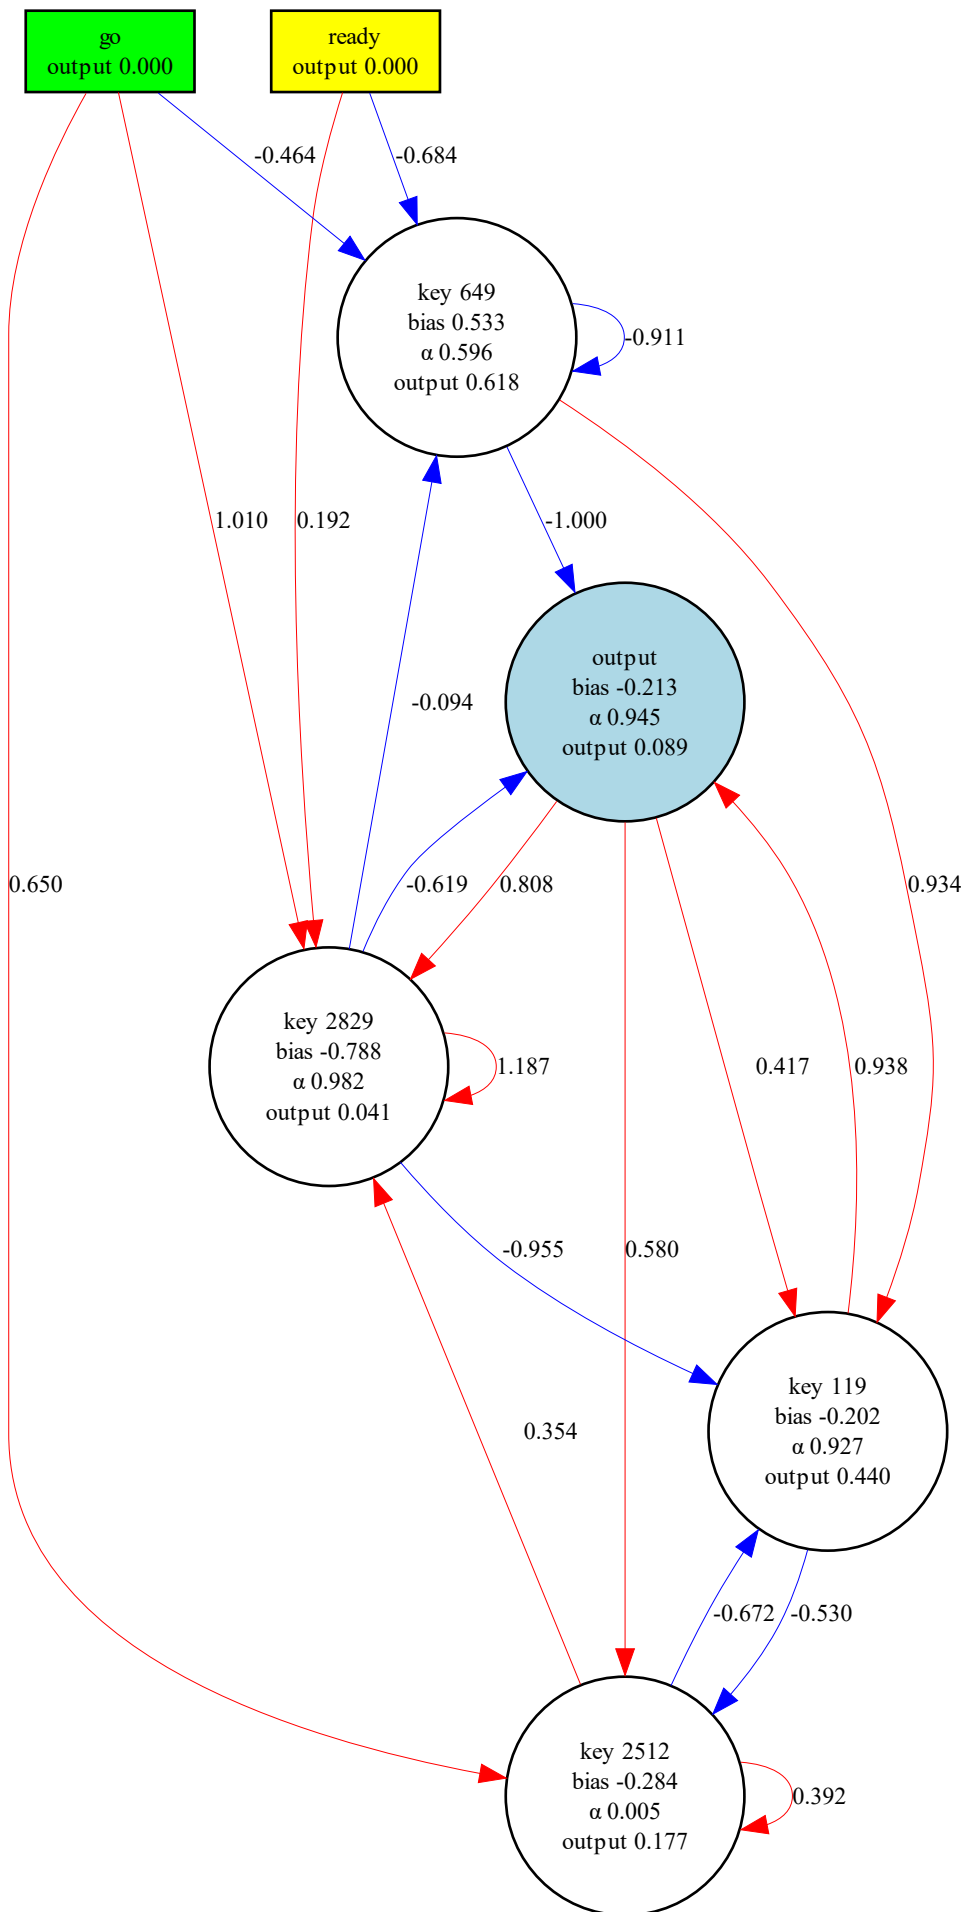 go
output 0.000
ready
output 0.000
-0.464
-0.684
key 649
bias 0.533
α 0.596
output 0.618
-0.911
1.010
0.192
-1.000
output
bias -0.213
α 0.945
output 0.089
-0.094
0.650
-0.619
0.808
0.934
key 2829
bias -0.788
α 0.982
output 0.041
1.187
0.417
0.938
-0.955
0.580
key 119
bias -0.202
α 0.927
output 0.440
0.354
-0.672
-0.530
key 2512
bias -0.284
α 0.005
output 0.177
0.392